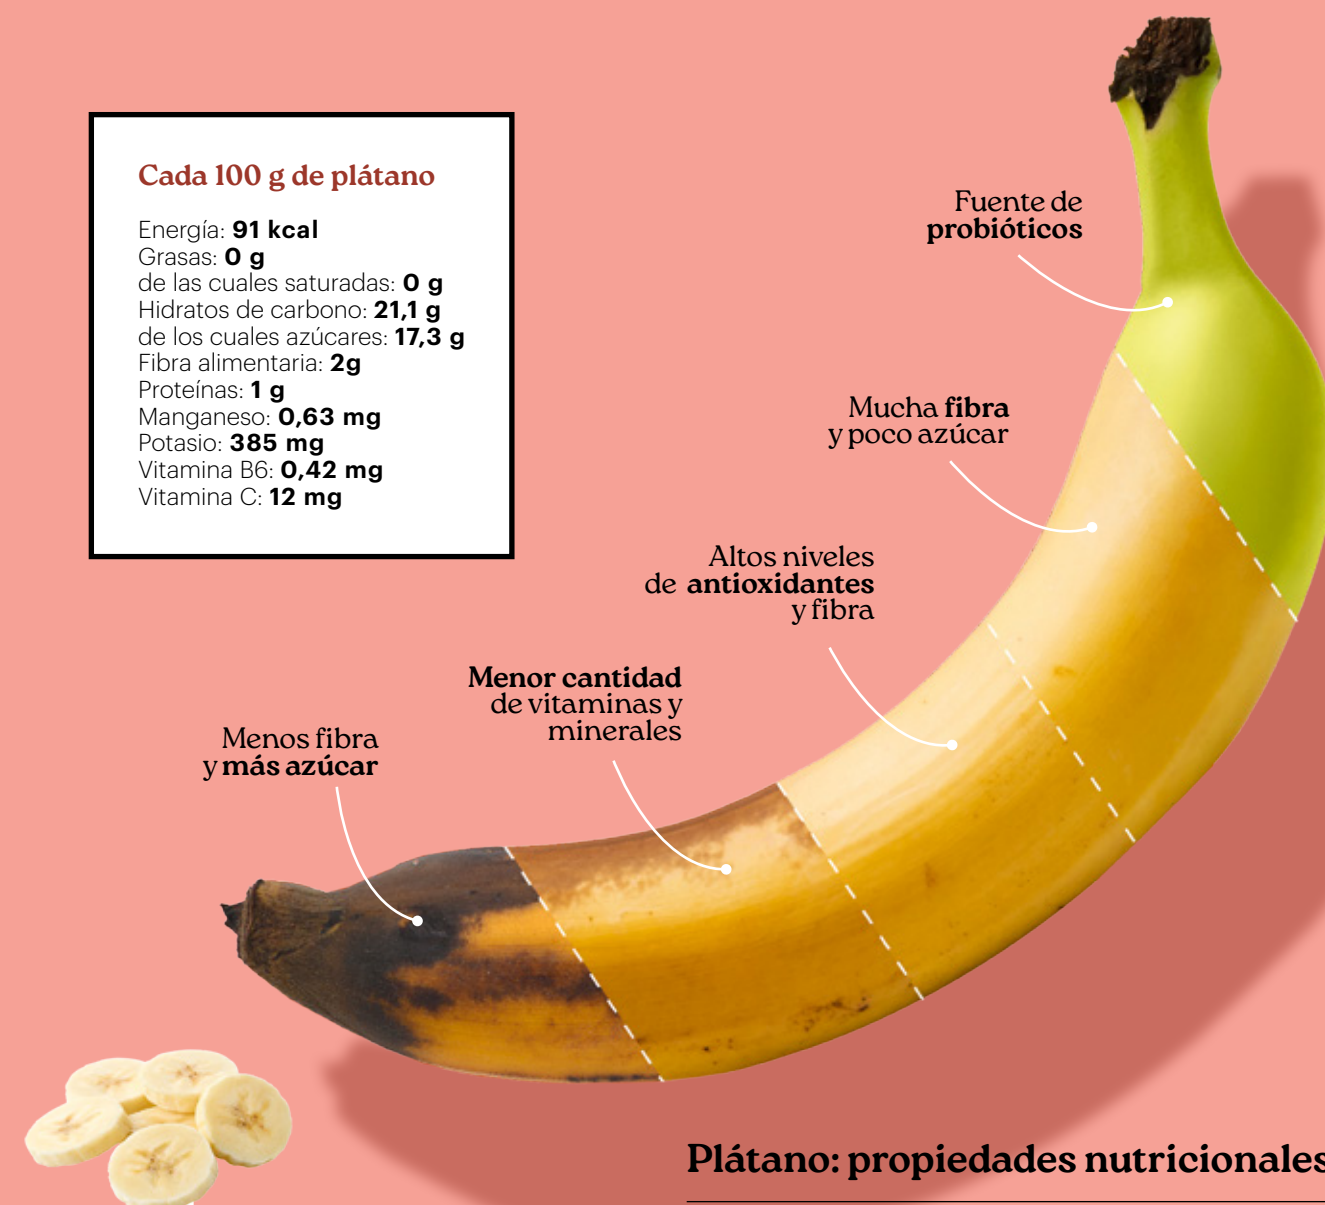 Cada 100 g de plátano
Energía: 91 kcal
Grasas: 0 g
de las cuales saturadas: 0 g
Hidratos de carbono: 21,1 g
de los cuales azúcares: 17,3 g
Fibra alimentaria: 2g
Proteínas: 1 g
Manganeso: 0,63 mg
Potasio: 385 mg
Vitamina B6: 0,42 mg
Vitamina C: 12 mg
Fuente de
probióticos
Mucha fibra
y poco azúcar
Altos niveles
de antioxidantes
y fibra
Menor cantidad
de vitaminas y
minerales
Menos fibra
y más azúcar
Plátano: propiedades nutricionales